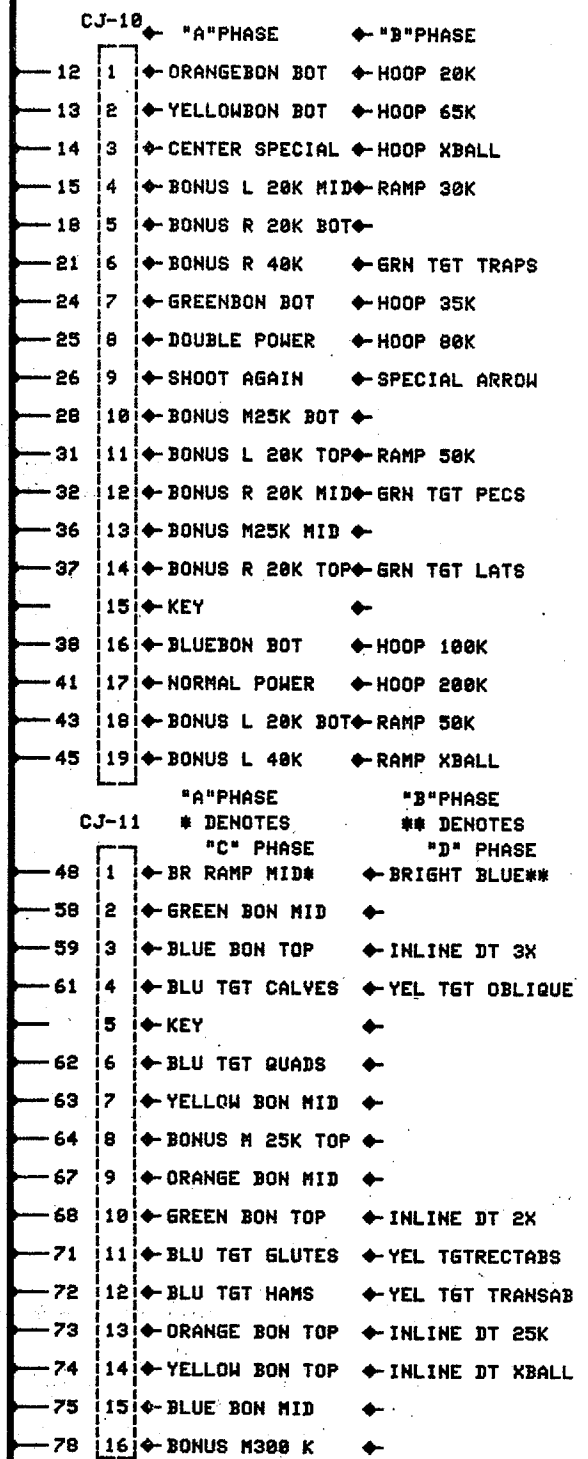 CJ-10
"A"PHASE "B"PHASE
12 1 ORANGEBON BOT HOOP 20K
13 2 YELLOWBON BOT HOOP 65K
14 3 CENTER SPECIAL HOOP XBALL
15 4 BONUS L 20K MID RAMP 30K
18 5 BONUS R 20K BOT
21 6 BONUS R 40K GRN TGT TRAPS
24 7 GREENBON BOT HOOP 35K
25 8 DOUBLE POWER HOOP 80K
26 9 SHOOT AGAIN SPECIAL ARROW
28 10 BONUS M25K BOT
31 11 BONUS L 20K TOP RAMP 50K
32 12 BONUS R 20K MID GRN TGT PECS
36 13 BONUS M25K MID
37 14 BONUS R 20K TOP GRN TGT LATS
15 KEY
38 16 BLUEBON BOT HOOP 100K
41 17 NORMAL POWER HOOP 200K
43 18 BONUS L 20K BOT RAMP 50K
45 19 BONUS L 40K RAMP XBALL
"A"PHASE "B"PHASE
CJ-11 * DENOTES ** DENOTES
"C" PHASE "D" PHASE
48 1 BR RAMP MID* BRIGHT BLUE**
58 2 GREEN BON MID
59 3 BLUE BON TOP INLINE DT 3X
61 4 BLU TGT CALVES YEL TGT OBLIQUE
5 KEY
62 6 BLU TGT QUADS
63 7 YELLOW BON MID
64 8 BONUS M 25K TOP
67 9 ORANGE BON MID
68 10 GREEN BON TOP INLINE DT 2X
71 11 BLU TGT GLUTES YEL TGTRECTABS
72 12 BLU TGT HAMS YEL TGT TRANSAB
73 13 ORANGE BON TOP INLINE DT 25K
74 14 YELLOW BON TOP INLINE DT XBALL
75 15 BLUE BON MID
78 16 BONUS M300 K